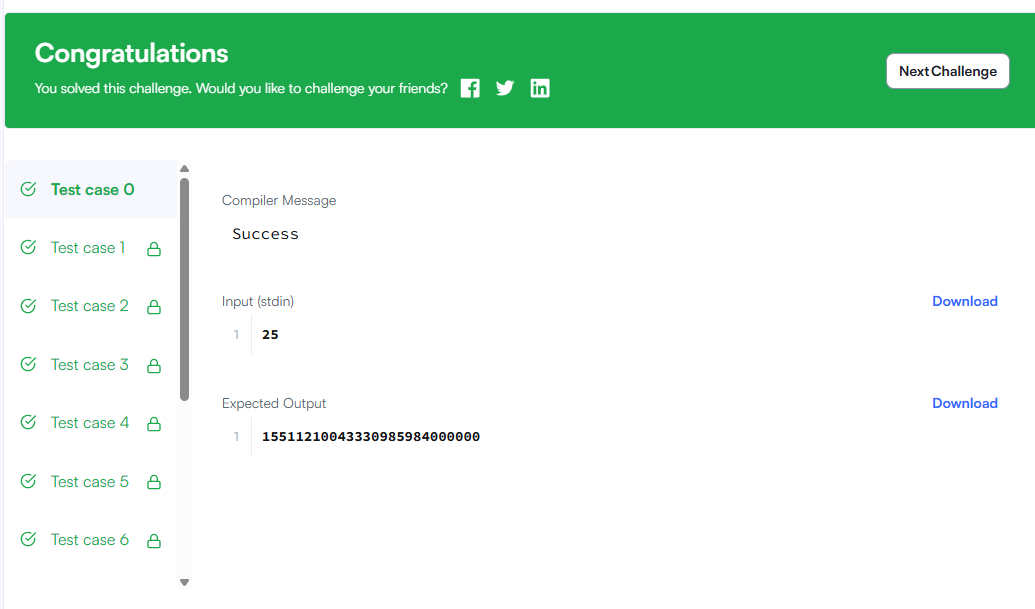 Congratulations
You solved this challenge. Would you like to challenge your friends?
Next Challenge
Test case 0
Test case 1
Test case 2
Test case 3
Test case 4
Test case 5
Test case 6
Compiler Message
Success
Input (stdin)
Download
1 25
Expected Output
Download
1 15511210043330985984000000